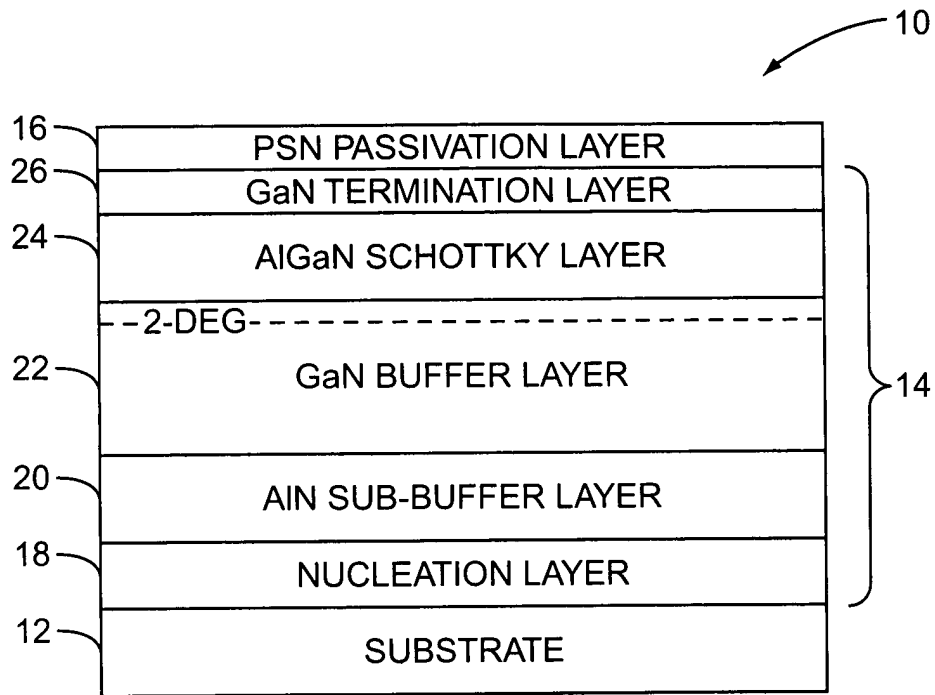 10
16
PSN PASSIVATION LAYER
26
GaN TERMINATION LAYER
24
AlGaN SCHOTTKY LAYER
2-DEG
22
GaN BUFFER LAYER
14
20
AlN SUB-BUFFER LAYER
18
NUCLEATION LAYER
12
SUBSTRATE